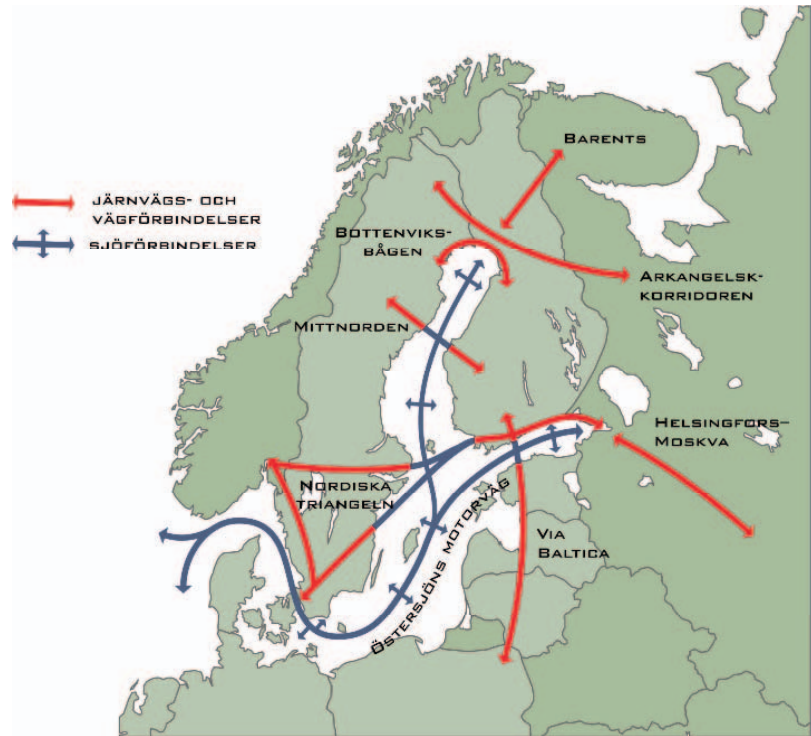 BARENTS
JÄRNVÄGS- OCH
VÄGFÖRBINDELSER
SJÖFÖRBINDELSER
BOTTENVIKS-
BÅGEN
ARKANGELSK-
KORRIDOREN
MITTNORDEN
HELSINGFORS–
MOSKVA
NORDISKA
TRIANGELN
VIA
BALTICA
ÖSTERSJÖNS MOTORVÄG